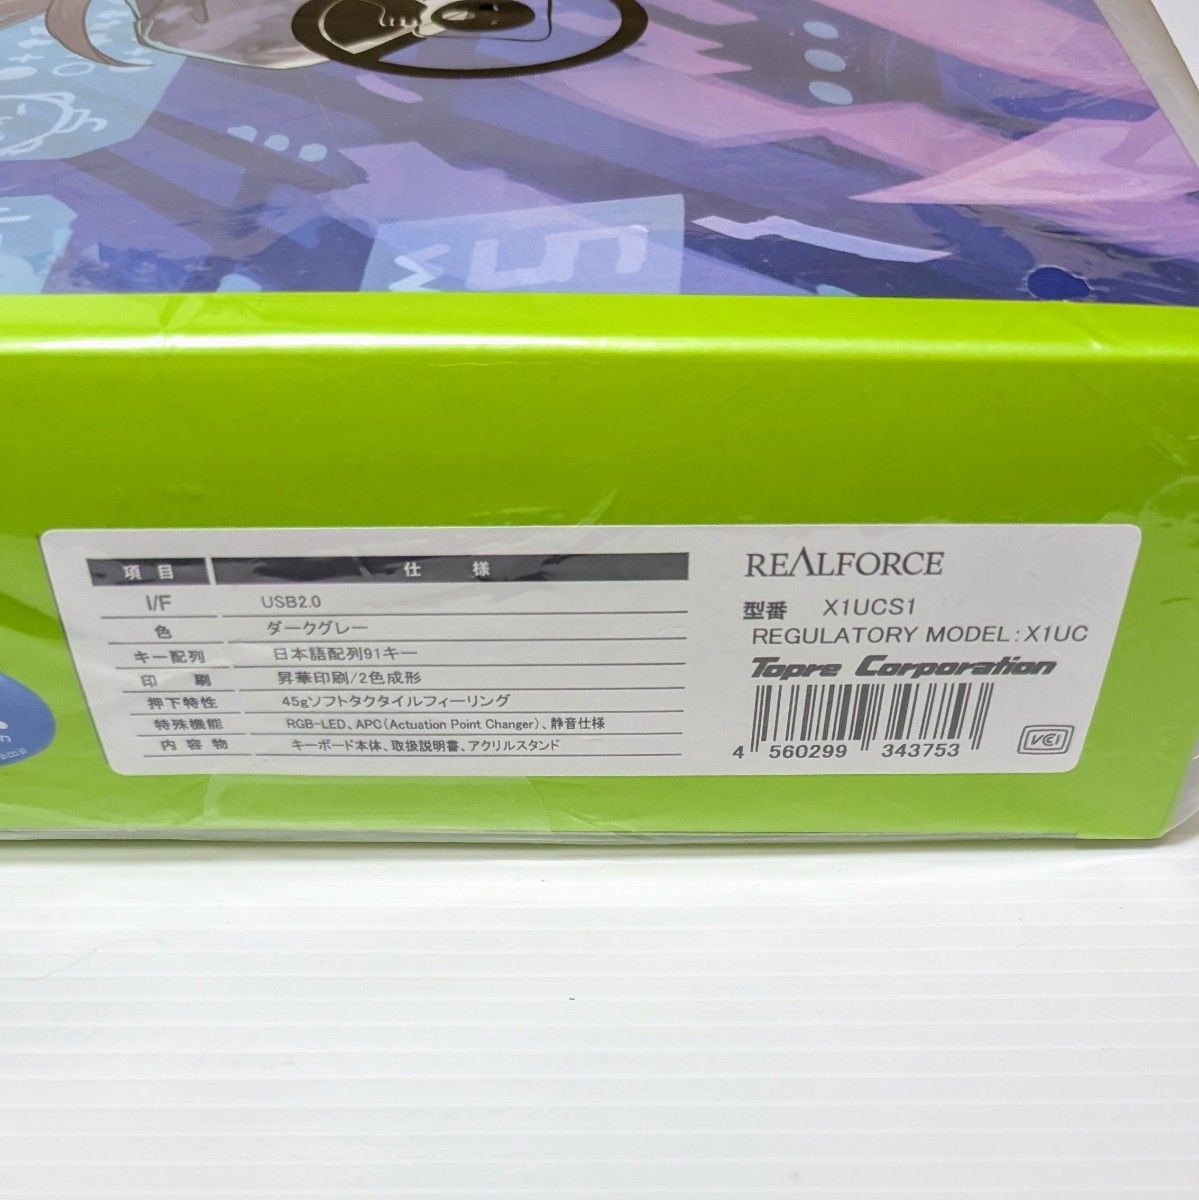 5
項目 仕様
I/F USB2.0
色 ダークグレー
キー配列 日本語配列91キー
印刷 昇華印刷/2色成形
押下特性 45gソフトタクタイルフィーリング
特殊機能 RGB-LED、APC(Actuation Point Changer)、静音仕様
内容物 キーボード本体、取扱説明書、アクリルスタンド
REALFORCE
型番 X1UCS1
REGULATORY MODEL:X1UC
Topre Corporation
4 560299 343753
VCCI